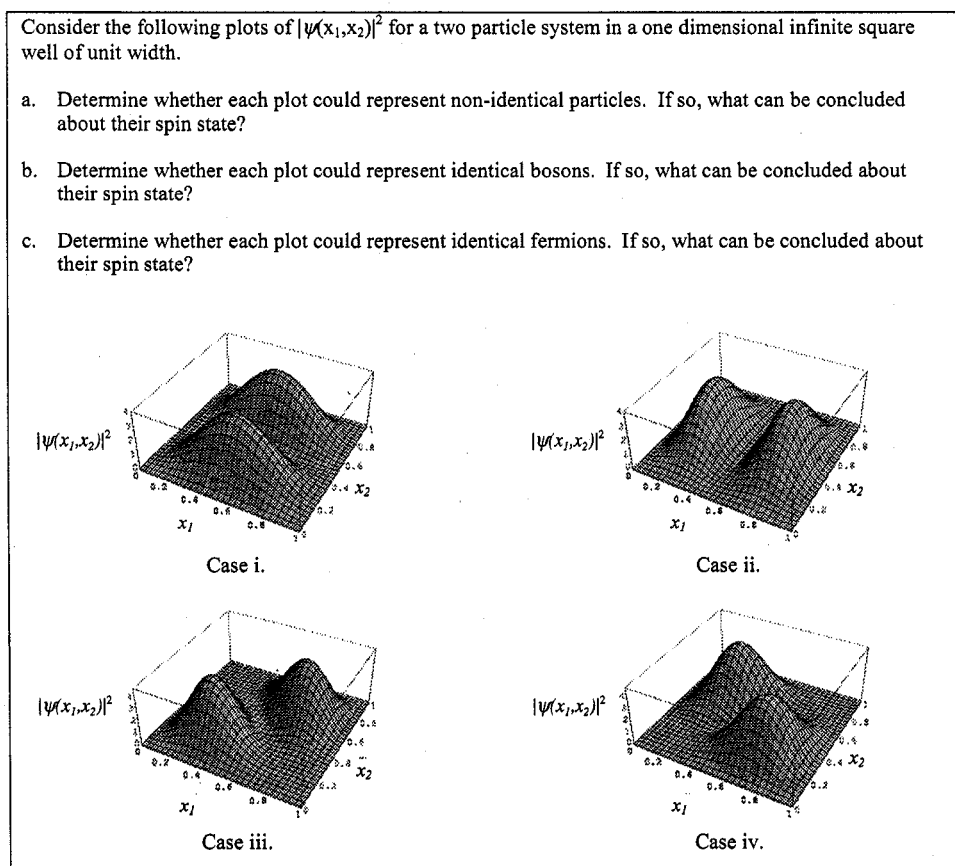 Consider the following plots of |ψ(x₁,x₂)|² for a two particle system in a one dimensional infinite square
well of unit width.
a. Determine whether each plot could represent non-identical particles. If so, what can be concluded
about their spin state?
b. Determine whether each plot could represent identical bosons. If so, what can be concluded about
their spin state?
c. Determine whether each plot could represent identical fermions. If so, what can be concluded about
their spin state?
|ψ(x₁,x₂)|²
x₁
x₂
Case i.
|ψ(x₁,x₂)|²
x₁
x₂
Case ii.
|ψ(x₁,x₂)|²
x₁
x₂
Case iii.
|ψ(x₁,x₂)|²
x₁
x₂
Case iv.